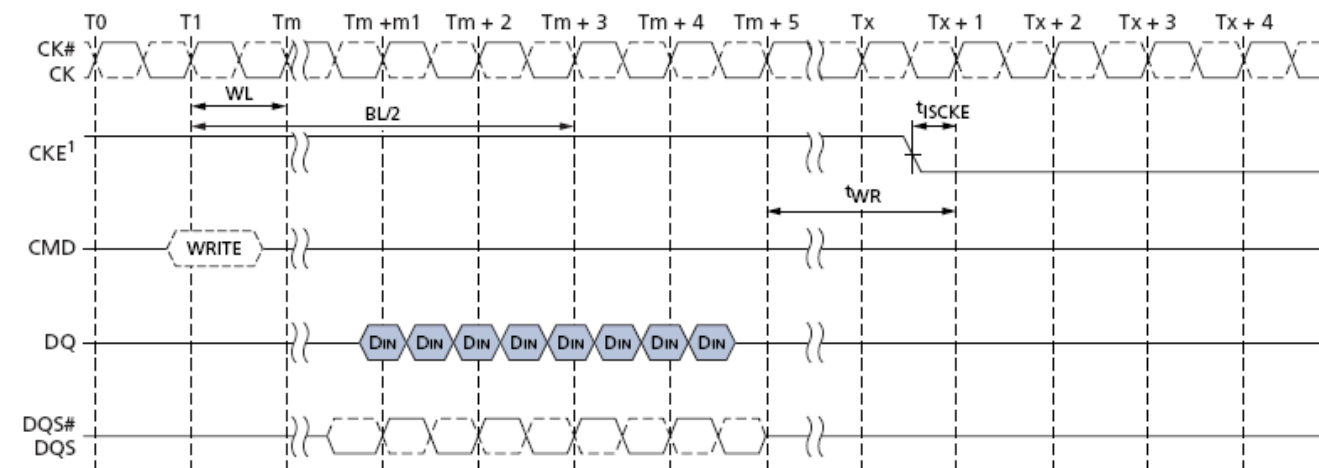 T0 T1 Tm Tm +m1 Tm + 2 Tm + 3 Tm + 4 Tm + 5 Tx Tx + 1 Tx + 2 Tx + 3 Tx + 4
CK#
CK
WL
BL/2
tISCKE
CKE1
tWR
CMD WRITE
DQ DIN DIN DIN DIN DIN DIN DIN DIN
DQS#
DQS